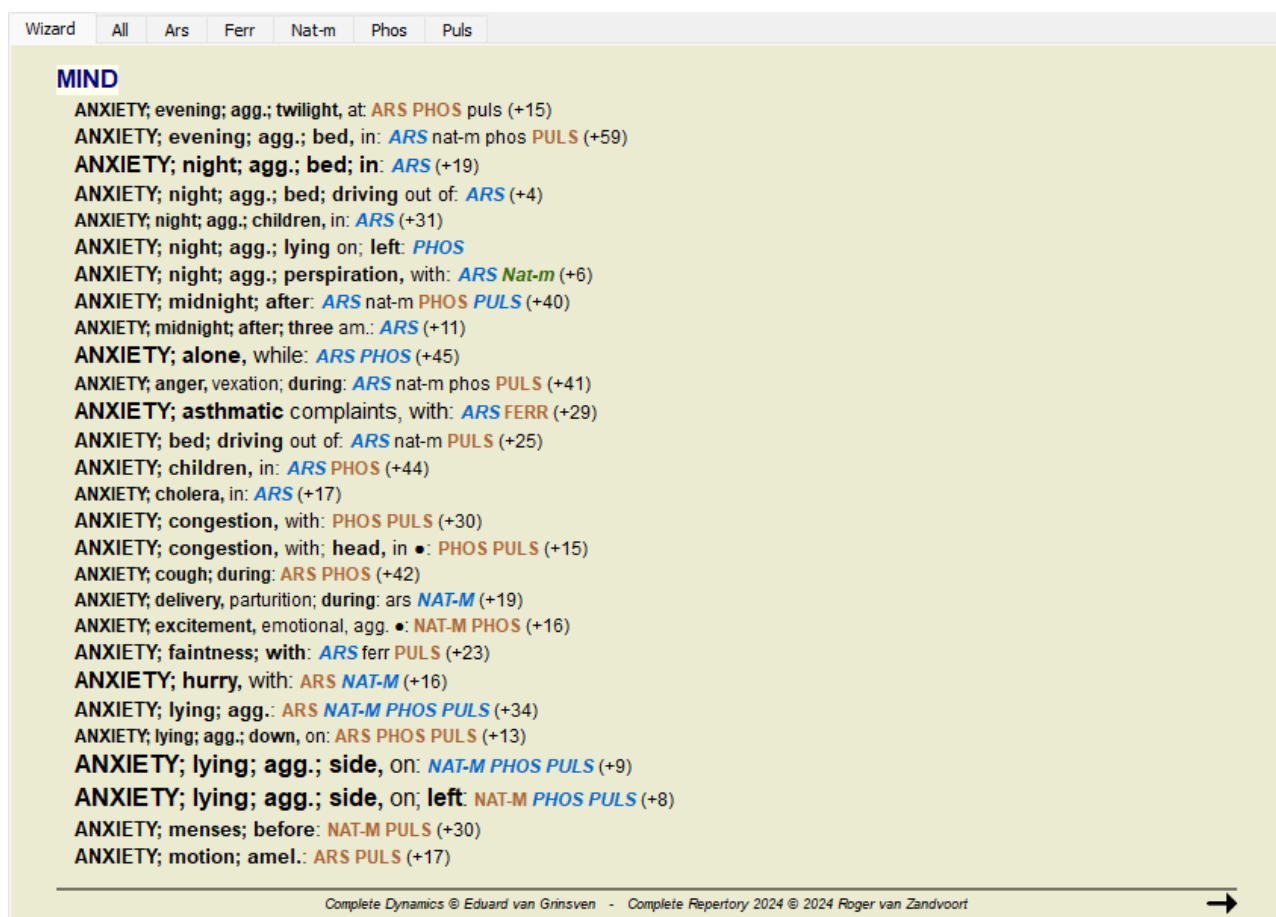 Wizard All Ars Ferr Nat-m Phos Puls
MIND
ANXIETY; evening; agg.; twilight, at: ARS PHOS puls (+15)
ANXIETY; evening; agg.; bed, in: ARS nat-m phos PULS (+59)
ANXIETY; night; agg.; bed; in: ARS (+19)
ANXIETY; night; agg.; bed; driving out of: ARS (+4)
ANXIETY; night; agg.; children, in: ARS (+31)
ANXIETY; night; agg.; lying on; left: PHOS
ANXIETY; night; agg.; perspiration, with: ARS Nat-m (+6)
ANXIETY; midnight; after: ARS nat-m PHOS PULS (+40)
ANXIETY; midnight; after; three am.: ARS (+11)
ANXIETY; alone, while: ARS PHOS (+45)
ANXIETY; anger, vexation; during: ARS nat-m phos PULS (+41)
ANXIETY; asthmatic complaints, with: ARS FERR (+29)
ANXIETY; bed; driving out of: ARS nat-m PULS (+25)
ANXIETY; children, in: ARS PHOS (+44)
ANXIETY; cholera, in: ARS (+17)
ANXIETY; congestion, with: PHOS PULS (+30)
ANXIETY; congestion, with; head, in ●: PHOS PULS (+15)
ANXIETY; cough; during: ARS PHOS (+42)
ANXIETY; delivery, parturition; during: ars NAT-M (+19)
ANXIETY; excitement, emotional, agg. ●: NAT-M PHOS (+16)
ANXIETY; faintness; with: ARS ferr PULS (+23)
ANXIETY; hurry, with: ARS NAT-M (+16)
ANXIETY; lying; agg.: ARS NAT-M PHOS PULS (+34)
ANXIETY; lying; agg.; down, on: ARS PHOS PULS (+13)
ANXIETY; lying; agg.; side, on: NAT-M PHOS PULS (+9)
ANXIETY; lying; agg.; side, on; left: NAT-M PHOS PULS (+8)
ANXIETY; menses; before: NAT-M PULS (+30)
ANXIETY; motion; amel.: ARS PULS (+17)
Complete Dynamics © Eduard van Grinsven - Complete Repertory 2024 © 2024 Roger van Zandvoort